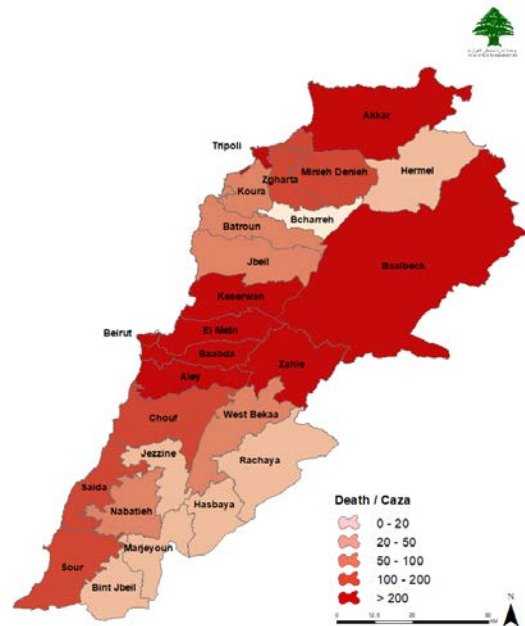 Akkar
Tripoli
Hermel
Minieh Denieh
Zgharta
Koura
Bcharreh
Batroun
Jbeil
Baalbeck
Keserwan
Beirut
El Metn
Baabda
Zahle
Aley
Chouf
West Bekaa
Jezzine
Rachaya
Saida
Nabatieh
Hasbaya
Marjeyoun
Sour
Bint Jbeil
Death / Caza
0 - 20
20 - 50
50 - 100
100 - 200
> 200
N